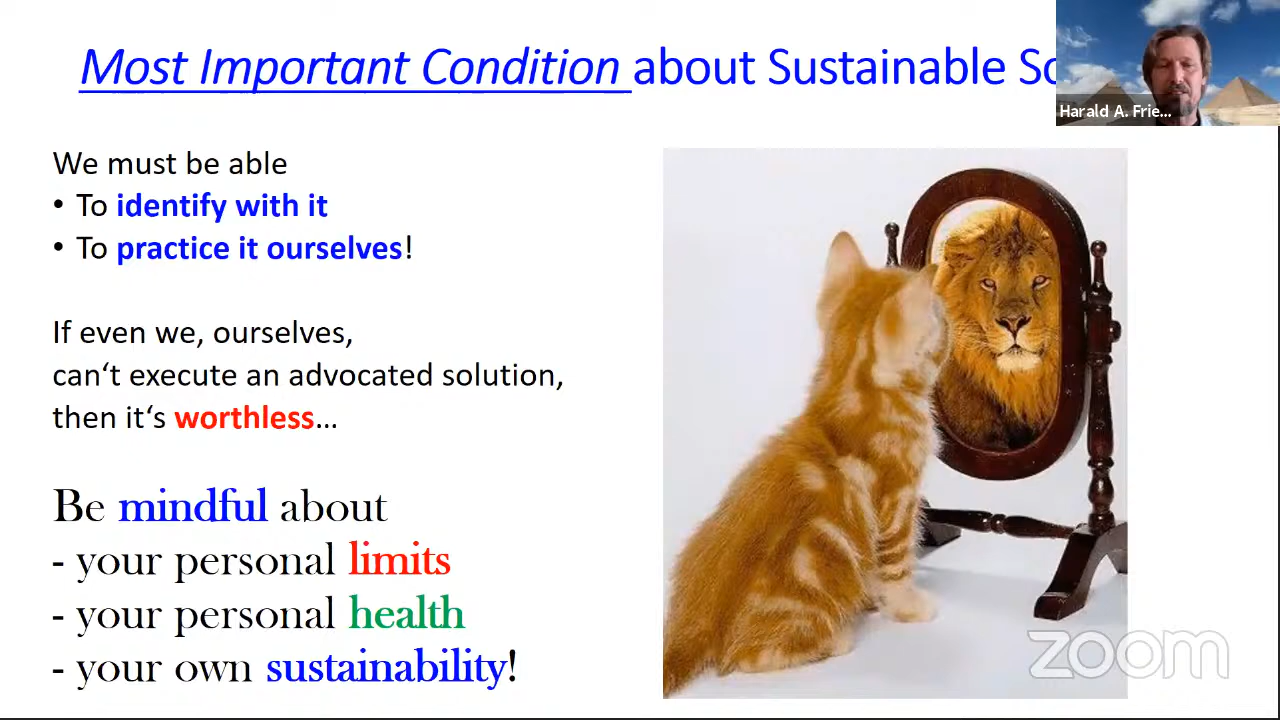 Most Important Condition about Sustainable
Harald A. Frie...
We must be able
• To identify with it
• To practice it ourselves!
If even we, ourselves,
can‘t execute an advocated solution,
then it‘s worthless…
Be mindful about
- your personal limits
- your personal health
- your own sustainability!
zoom